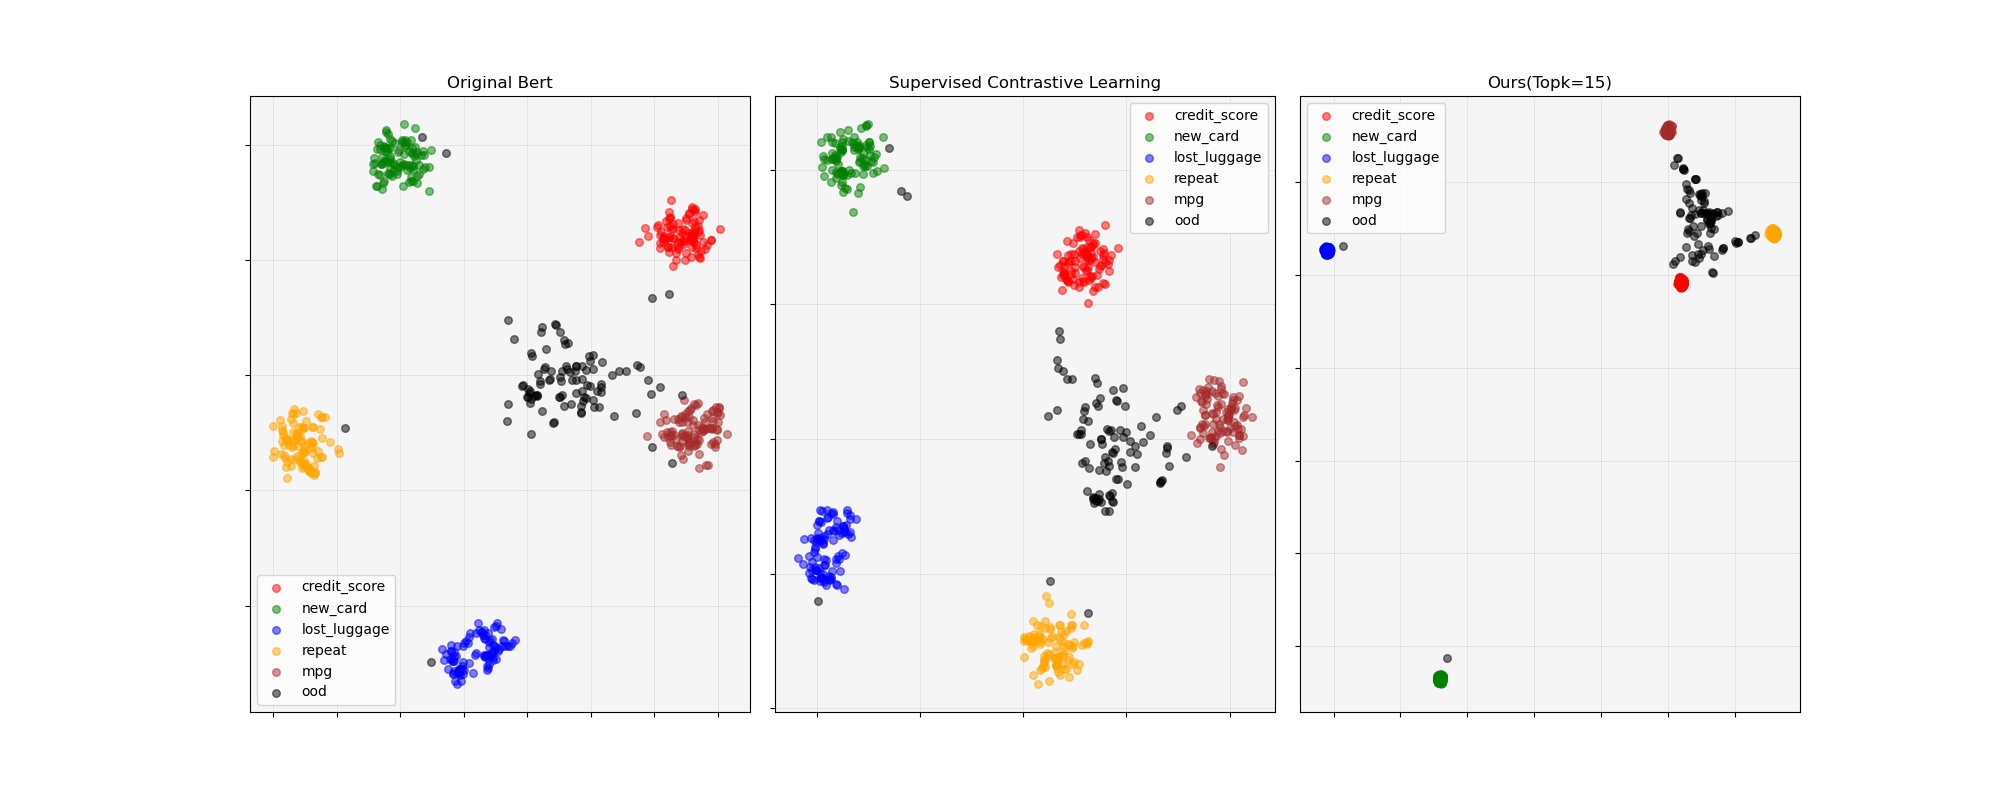 Original Bert
credit_score
new_card
lost_luggage
repeat
mpg
ood
Supervised Contrastive Learning
credit_score
new_card
lost_luggage
repeat
mpg
ood
Ours(Topk=15)
credit_score
new_card
lost_luggage
repeat
mpg
ood